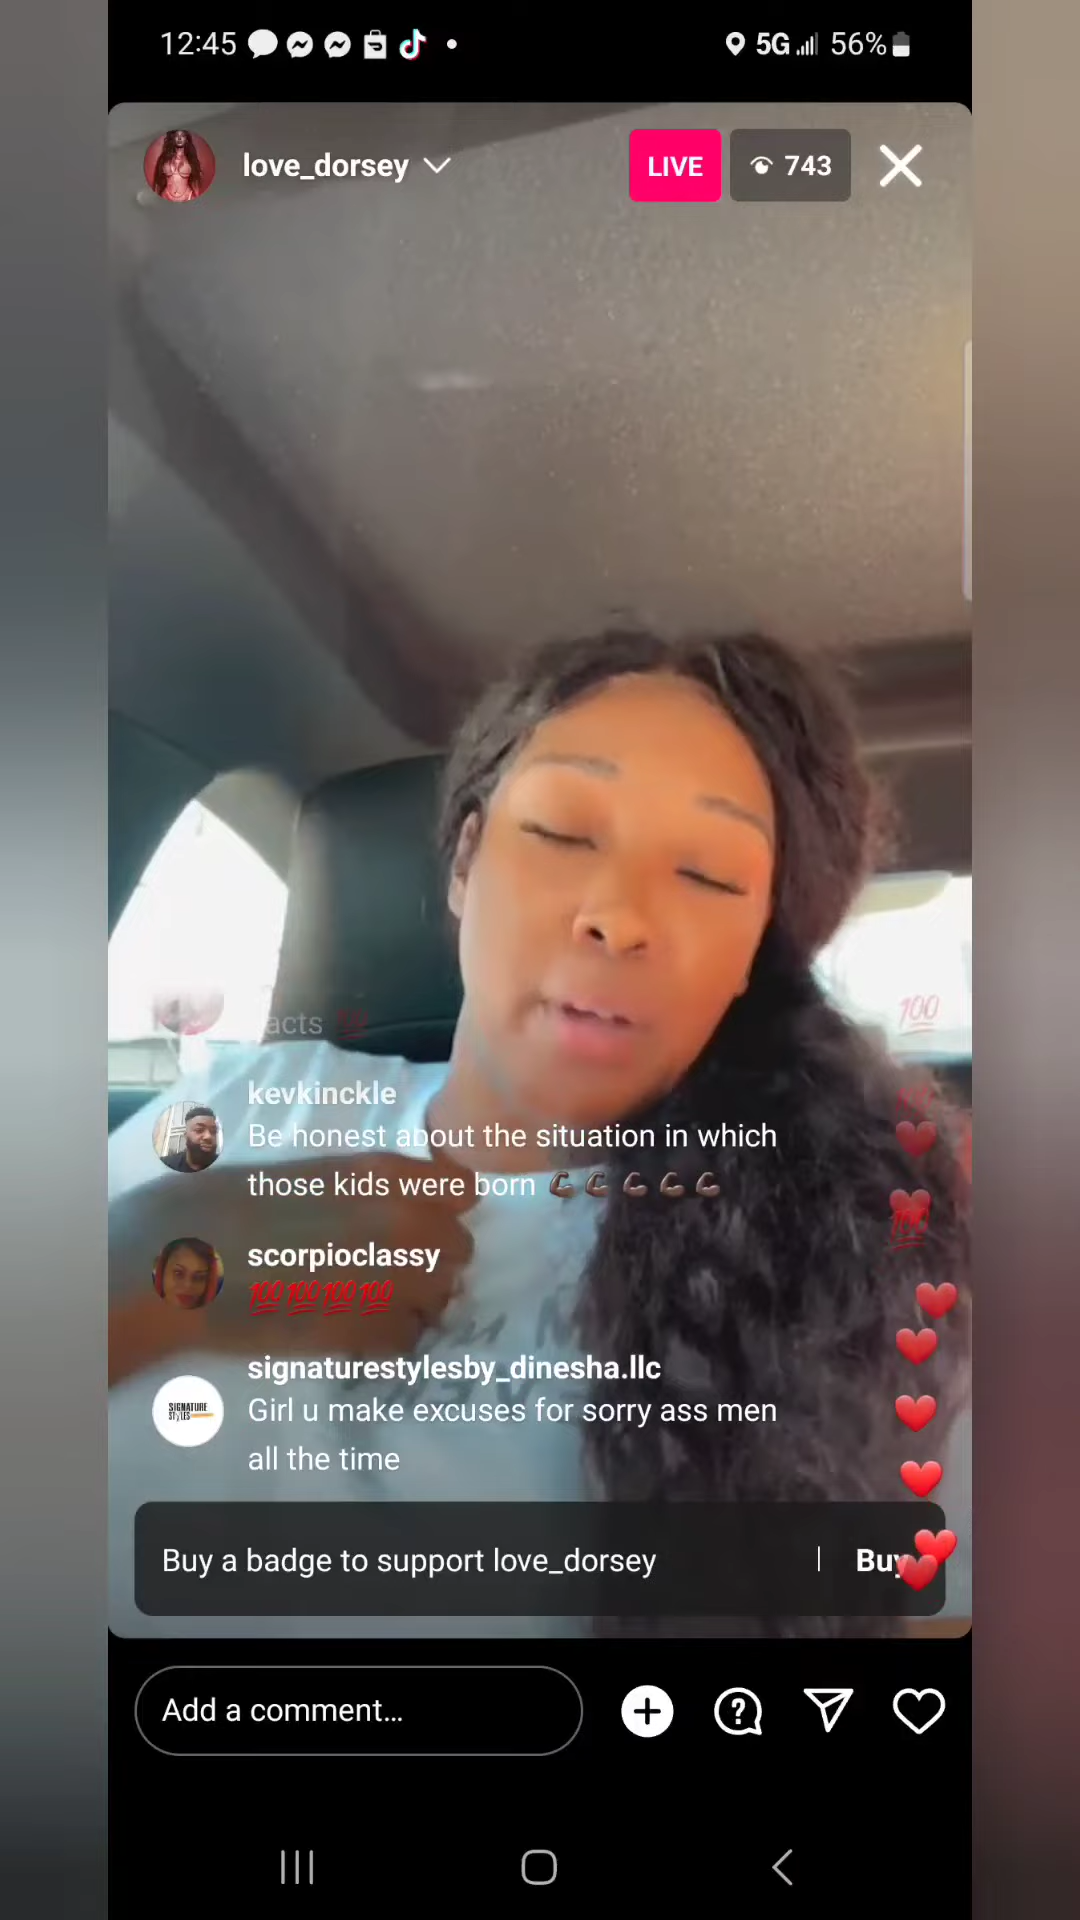 12:45
5G 56%
love_dorsey
LIVE
743
acts 💯
kevkinckle
Be honest about the situation in which
those kids were born 💪🏿💪🏿💪🏿💪🏿💪🏿
scorpioclassy
💯💯💯💯
signaturestylesby_dinesha.llc
SIGNATURE
STYLES
Girl u make excuses for sorry ass men
all the time
Buy a badge to support love_dorsey | Buy
Add a comment...